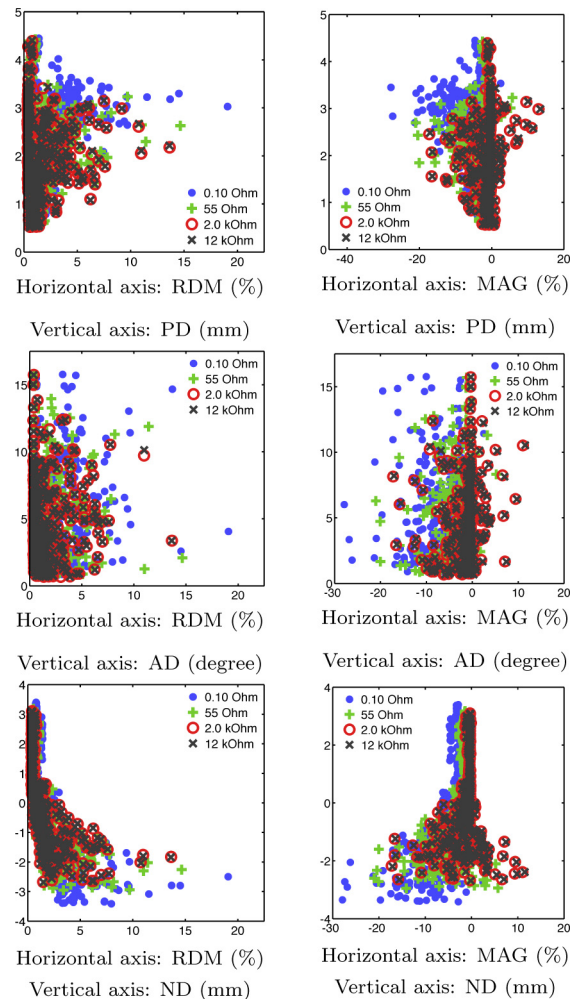 5
4
3
2
1
0
0.10 Ohm
55 Ohm
2.0 kOhm
12 kOhm
0 5 10 15 20
Horizontal axis: RDM (%)
Vertical axis: PD (mm)
5
4
3
2
1
0
0.10 Ohm
55 Ohm
2.0 kOhm
12 kOhm
-40 -20 0 20
Horizontal axis: MAG (%)
Vertical axis: PD (mm)
15
10
5
0
0.10 Ohm
55 Ohm
2.0 kOhm
12 kOhm
0 5 10 15 20
Horizontal axis: RDM (%)
Vertical axis: AD (degree)
15
10
5
0
0.10 Ohm
55 Ohm
2.0 kOhm
12 kOhm
-30 -20 -10 0 10 20
Horizontal axis: MAG (%)
Vertical axis: AD (degree)
4
3
2
1
0
-1
-2
-3
-4
0.10 Ohm
55 Ohm
2.0 kOhm
12 kOhm
0 5 10 15 20
Horizontal axis: RDM (%)
Vertical axis: ND (mm)
4
2
0
-2
-4
0.10 Ohm
55 Ohm
2.0 kOhm
12 kOhm
-30 -20 -10 0 10 20
Horizontal axis: MAG (%)
Vertical axis: ND (mm)